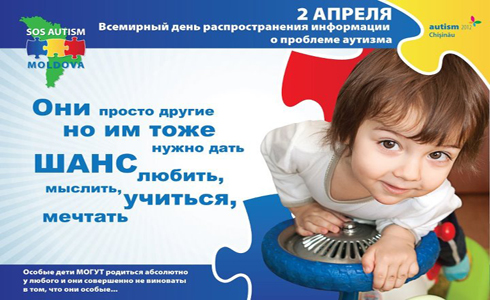 SOS AUTISM
MOLDOVA
2 АПРЕЛЯ
Всемирный день распространения информации
о проблеме аутизма
autism 2012
Chişinău
Они просто другие
но им тоже
нужно дать
ШАНС любить,
мыслить, учиться,
мечтать
Особые дети МОГУТ родиться абсолютно
у любого и они совершенно не виноваты
в том, что они особые...